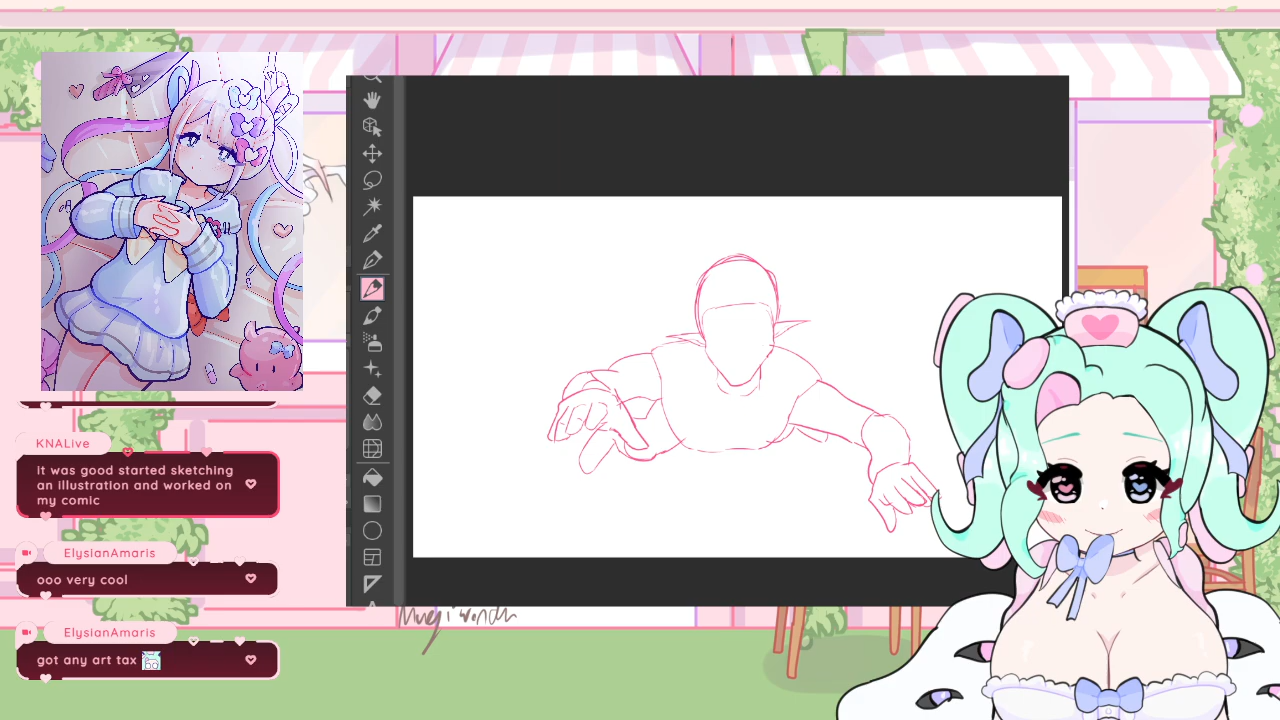 KNALive
it was good started sketching
an illustration and worked on
my comic
ElysianAmaris
ooo very cool
ElysianAmaris
got any art tax